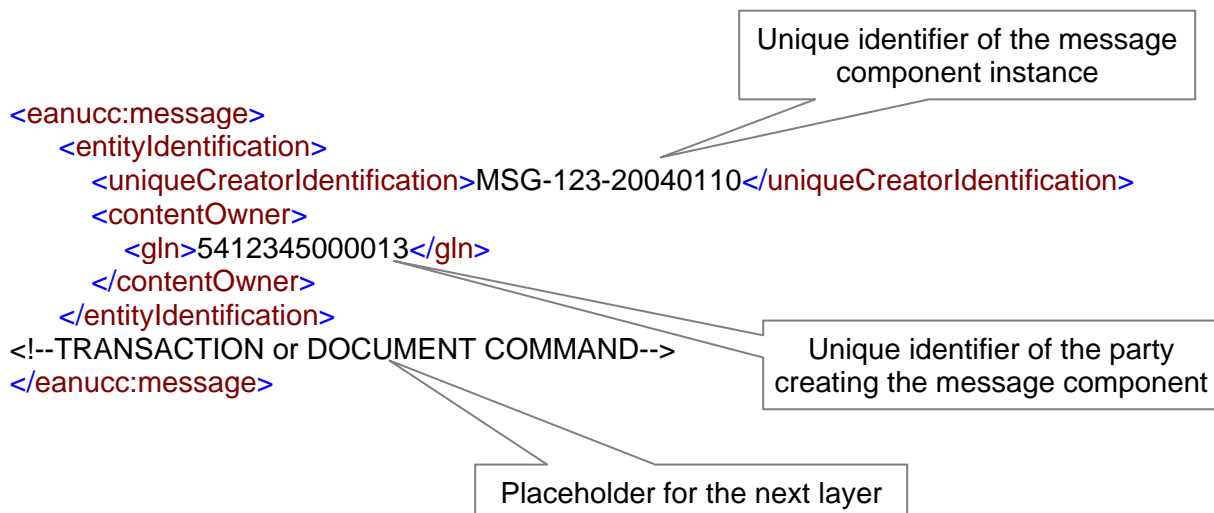 Unique identifier of the message
component instance
<eanucc:message>
<entityIdentification>
<uniqueCreatorIdentification>MSG-123-20040110</uniqueCreatorIdentification>
<contentOwner>
<gln>5412345000013</gln>
</contentOwner>
</entityIdentification>
<!--TRANSACTION or DOCUMENT COMMAND-->
</eanucc:message>
Unique identifier of the party
creating the message component
Placeholder for the next layer